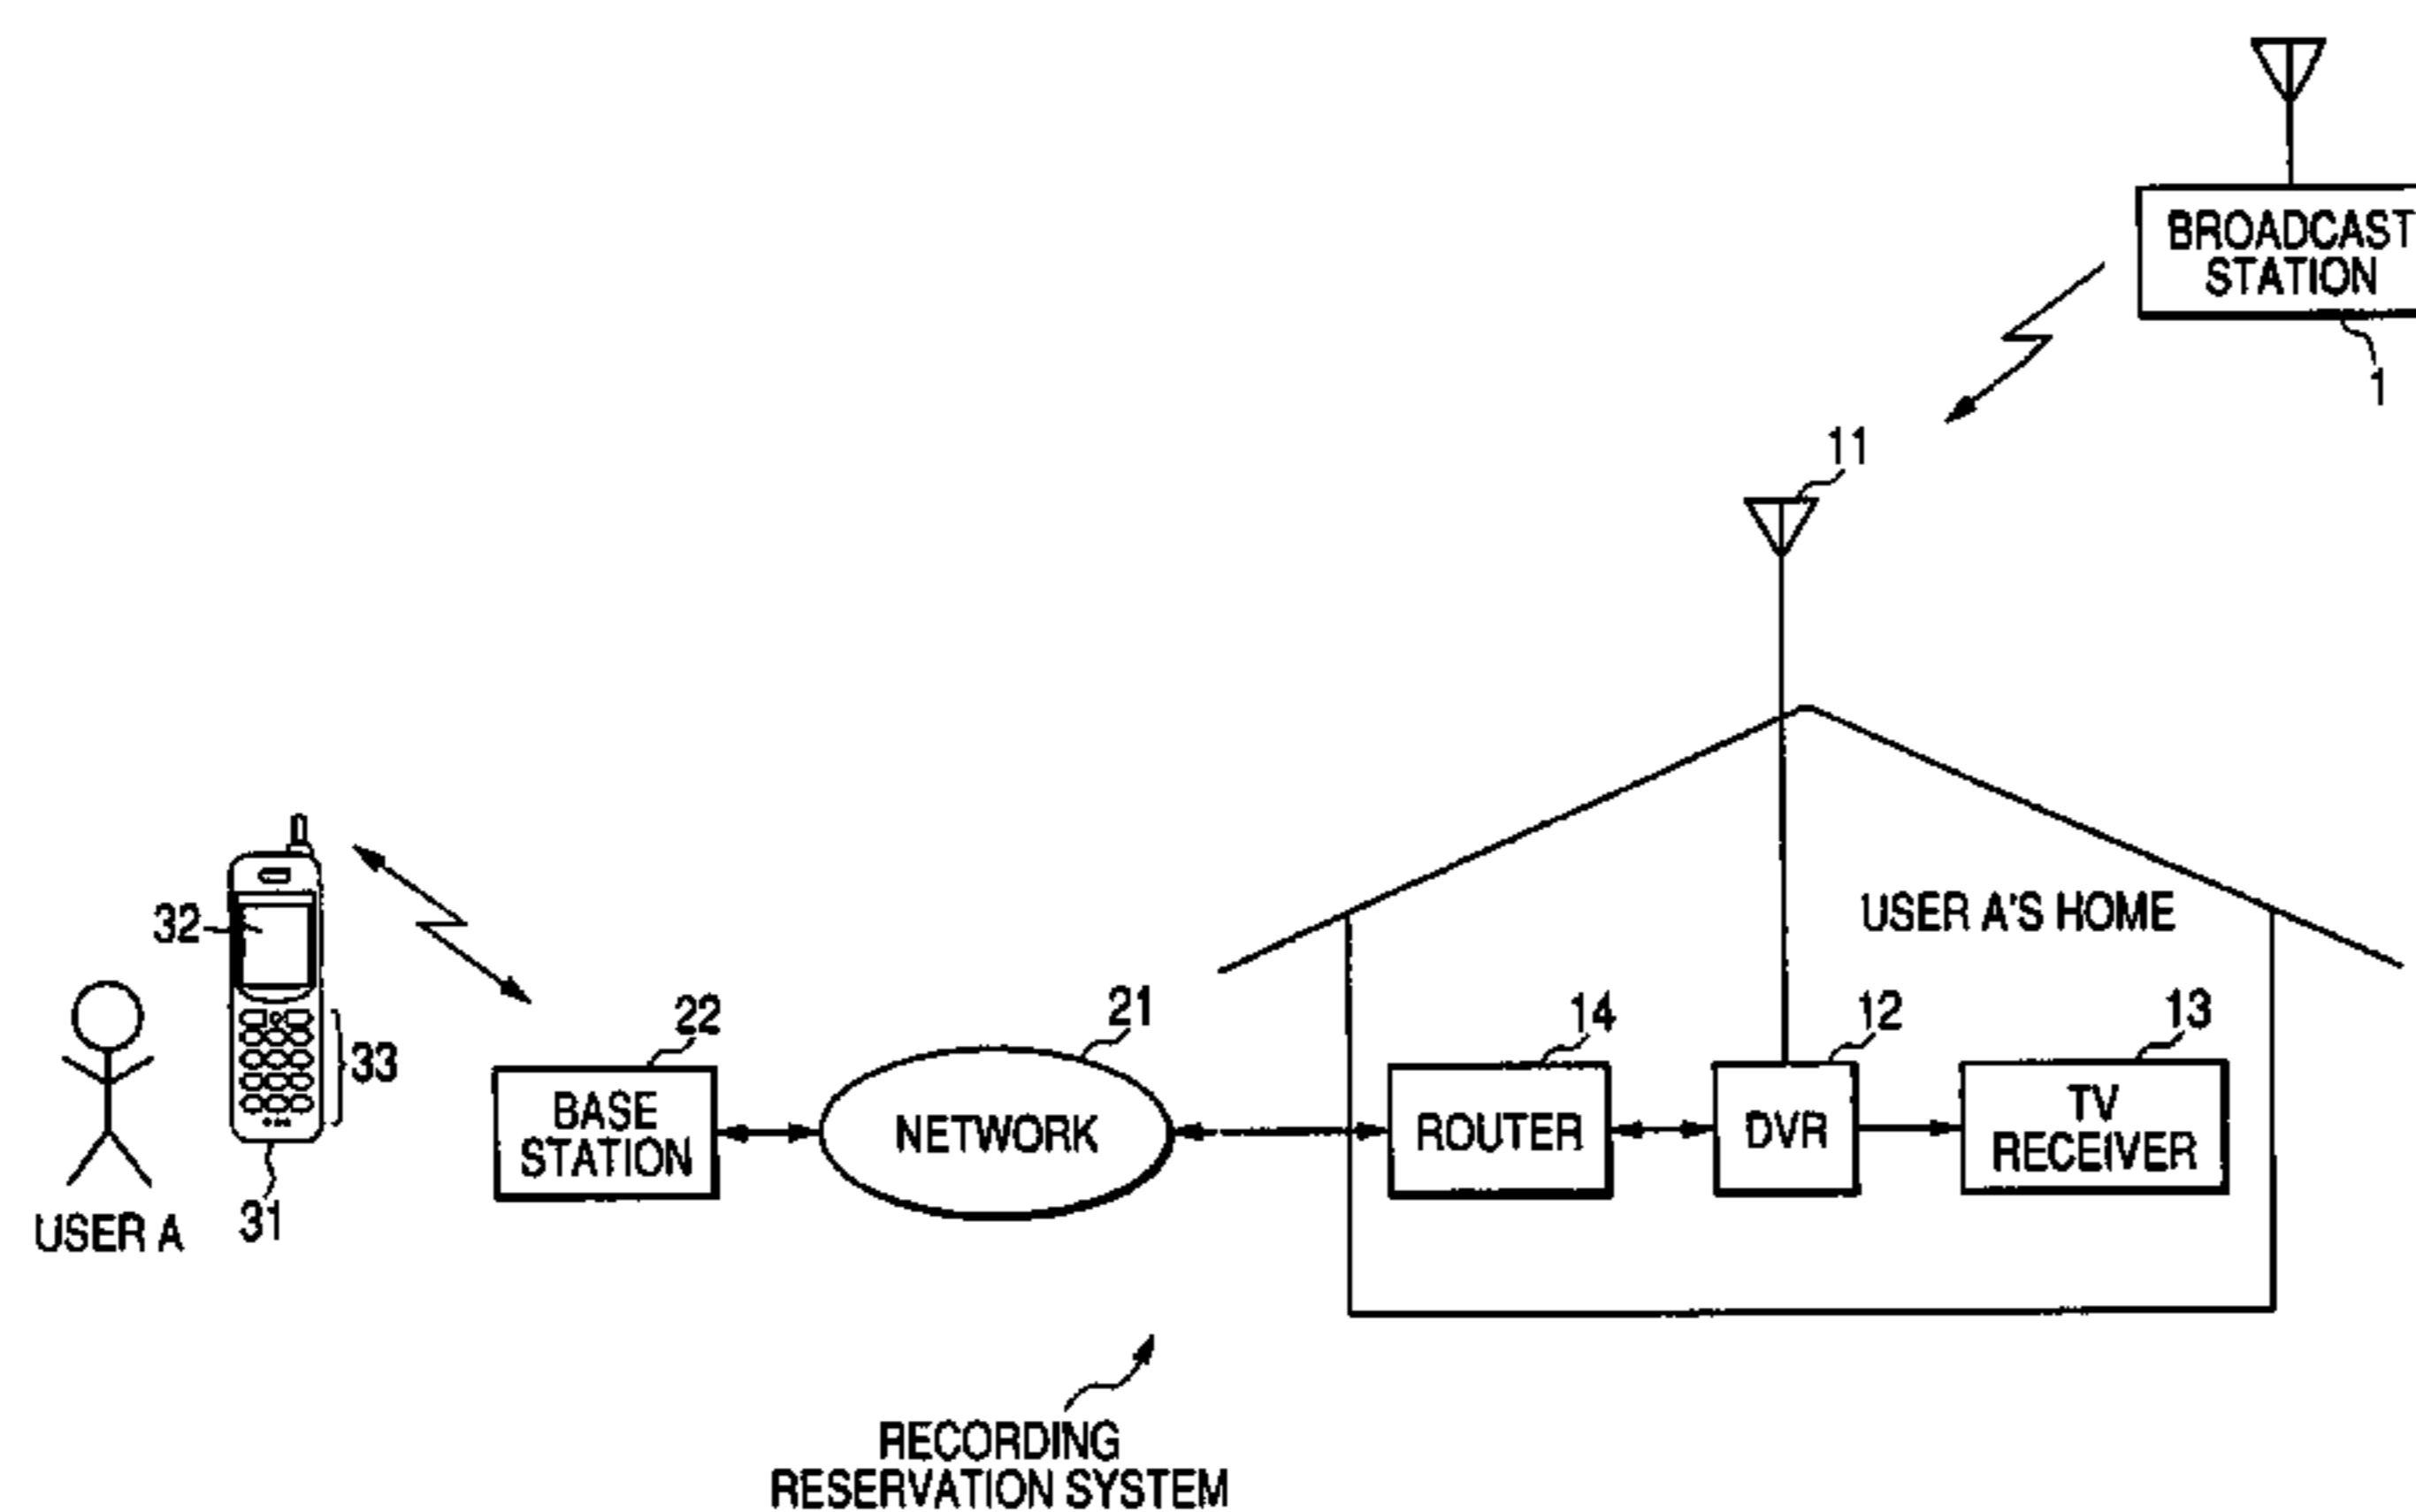 BROADCAST
STATION
1
11
USER A'S HOME
32
33
31
USER A
22
BASE
STATION
21
NETWORK
14
ROUTER
12
DVR
13
TV
RECEIVER
RECORDING
RESERVATION SYSTEM